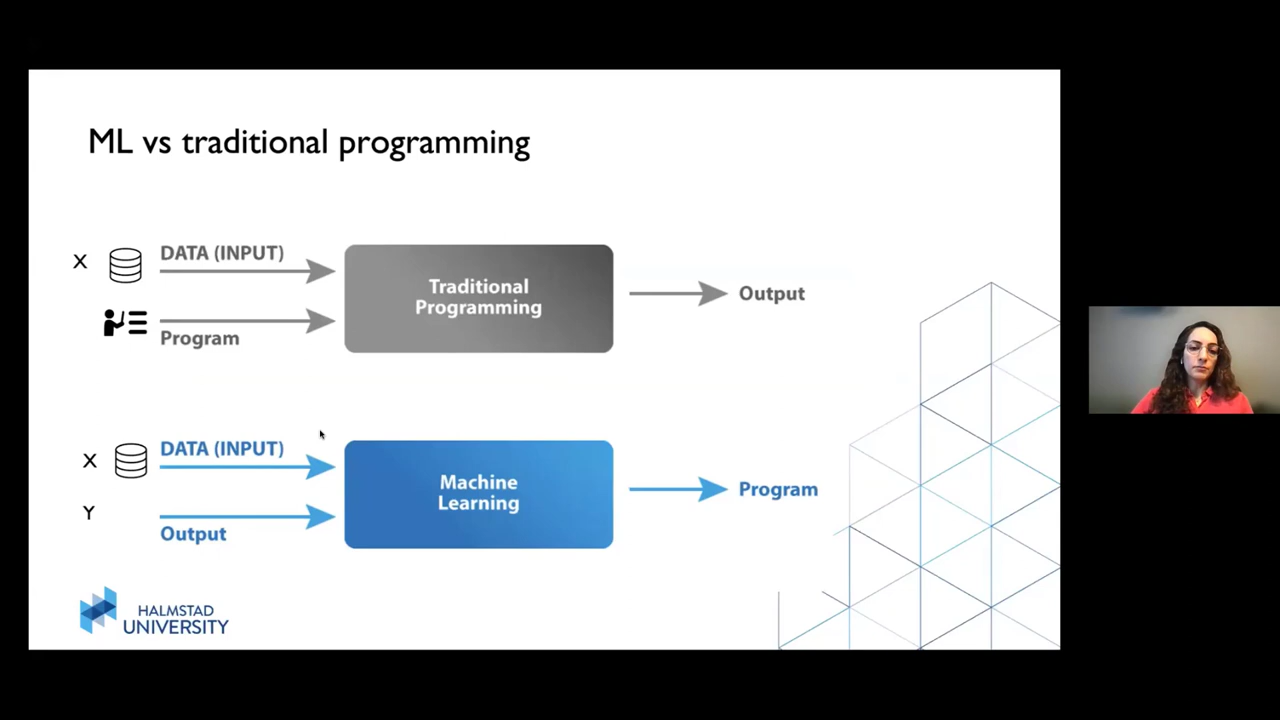 ML vs traditional programming
X
DATA (INPUT)
Program
Traditional
Programming
Output
X
DATA (INPUT)
Y
Output
Machine
Learning
Program
HALMSTAD
UNIVERSITY